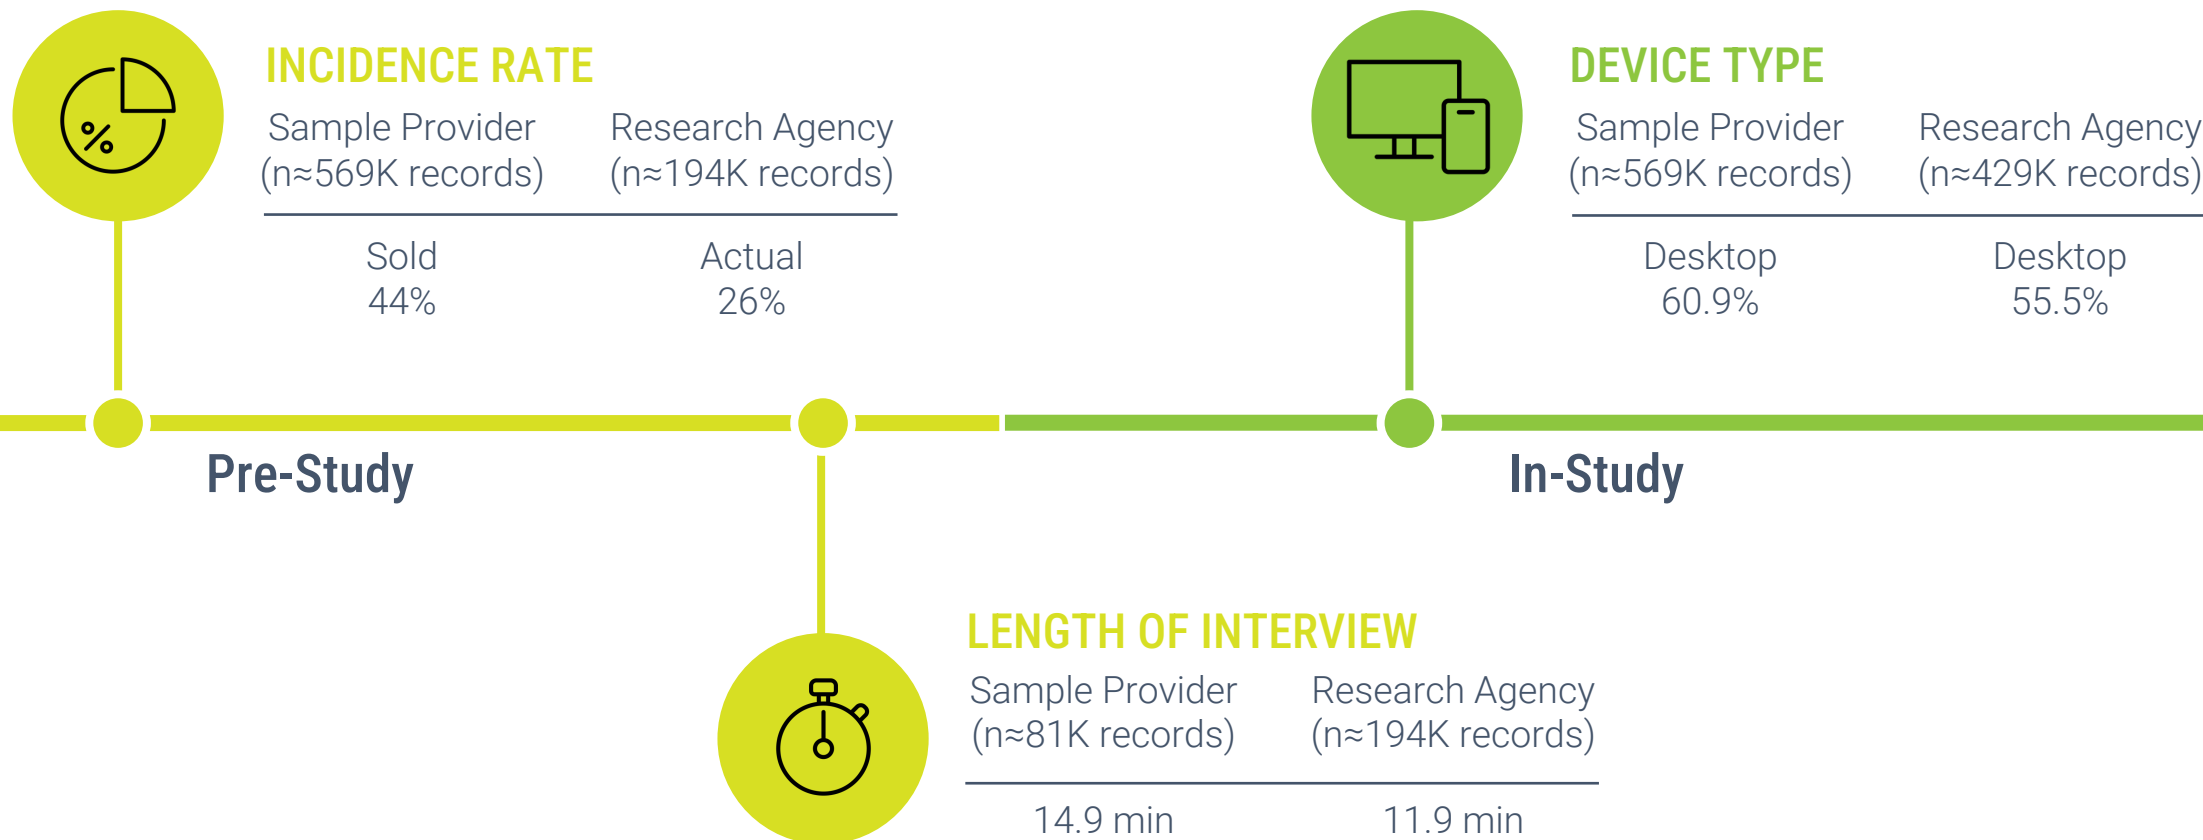 INCIDENCE RATE
Sample Provider
(n≈569K records)
Research Agency
(n≈194K records)
Sold
44%
Actual
26%
DEVICE TYPE
Sample Provider
(n≈569K records)
Research Agency
(n≈429K records)
Desktop
60.9%
Desktop
55.5%
Pre-Study
In-Study
LENGTH OF INTERVIEW
Sample Provider
(n≈81K records)
Research Agency
(n≈194K records)
14.9 min
11.9 min